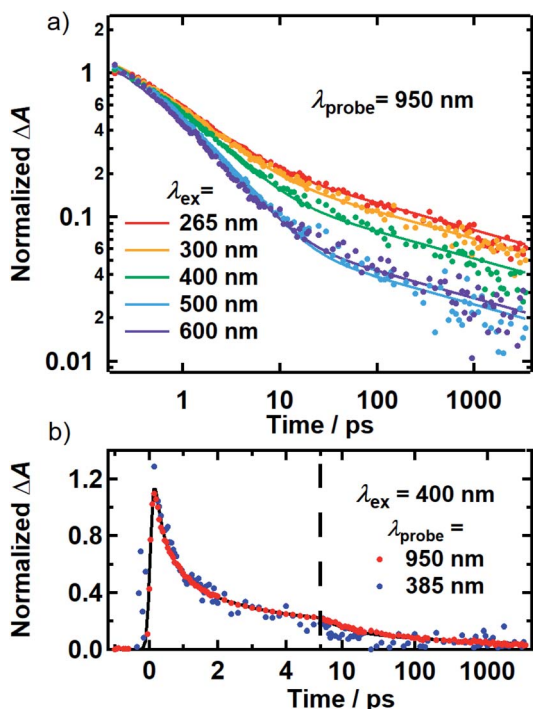 a)
2
1
6
4
2
0.1
6
4
2
0.01
Normalized ΔA
λprobe= 950 nm
λex=
265 nm
300 nm
400 nm
500 nm
600 nm
1 10 100 1000
Time / ps
b)
1.2
0.8
0.4
0.0
Normalized ΔA
λex = 400 nm
λprobe =
950 nm
385 nm
0 2 4 10 100 1000
Time / ps